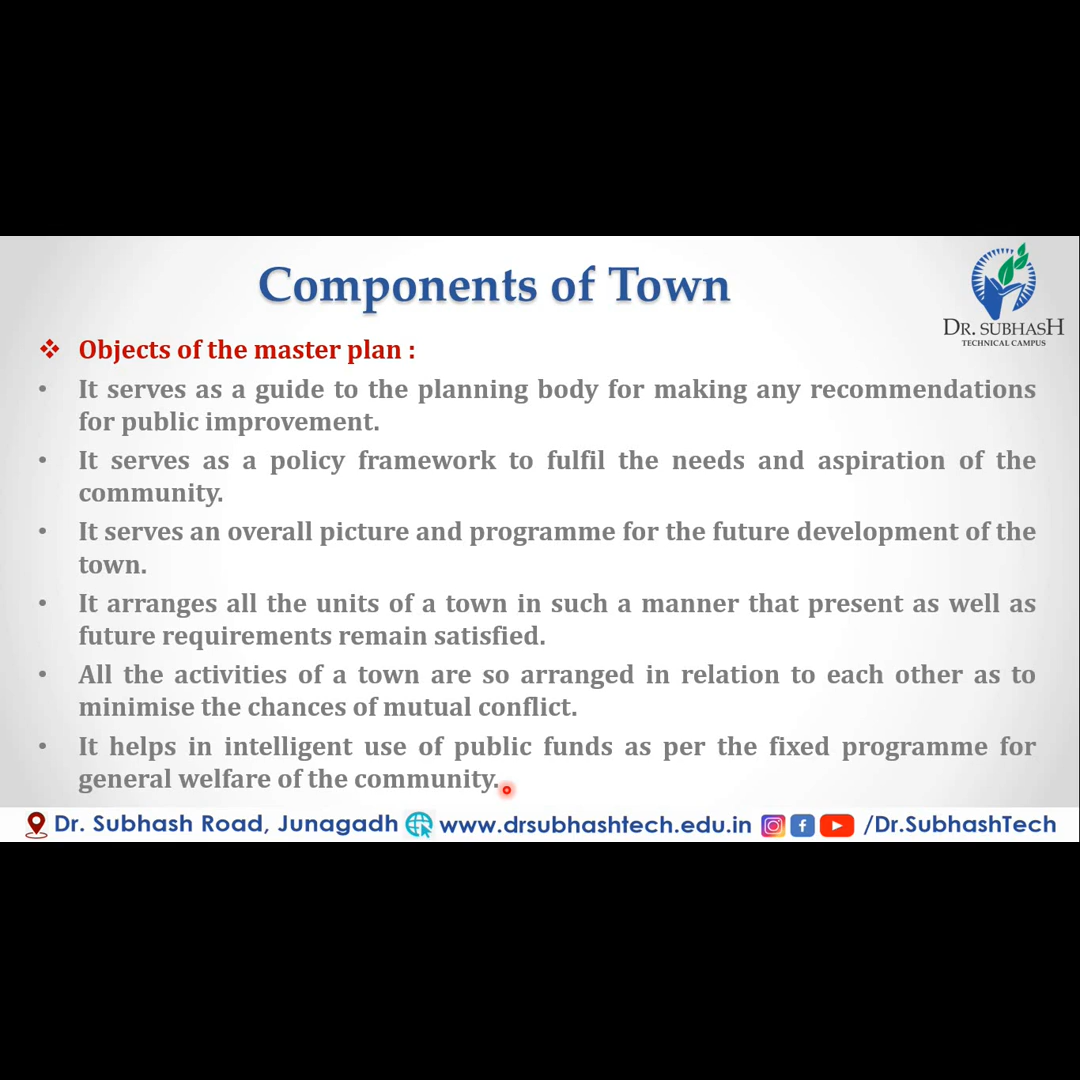 Components of Town
DR. SUBHASH
TECHNICAL CAMPUS
❖ Objects of the master plan :
• It serves as a guide to the planning body for making any recommendations
for public improvement.
• It serves as a policy framework to fulfil the needs and aspiration of the
community.
• It serves an overall picture and programme for the future development of the
town.
• It arranges all the units of a town in such a manner that present as well as
future requirements remain satisfied.
• All the activities of a town are so arranged in relation to each other as to
minimise the chances of mutual conflict.
• It helps in intelligent use of public funds as per the fixed programme for
general welfare of the community.
Dr. Subhash Road, Junagadh www.drsubhashtech.edu.in /Dr.SubhashTech